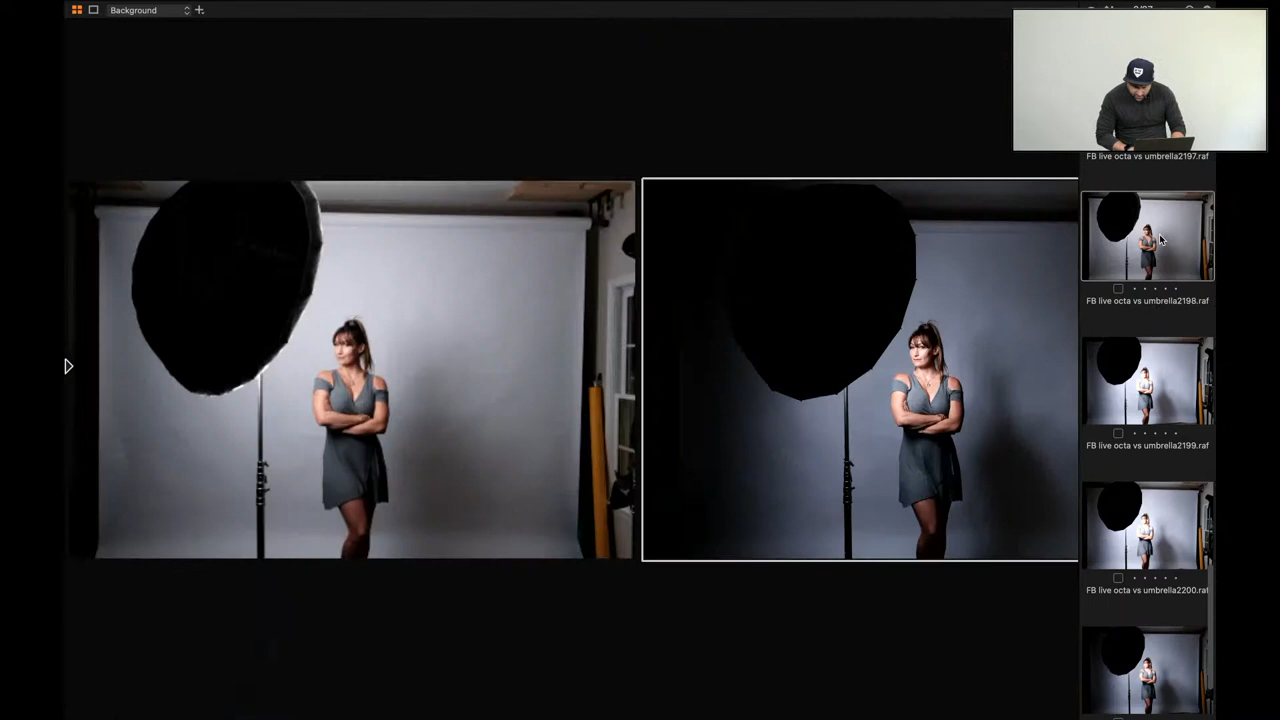 Background
FB live octa vs umbrella2197.raf
FB live octa vs umbrella2198.raf
FB live octa vs umbrella2199.raf
FB live octa vs umbrella2200.raf